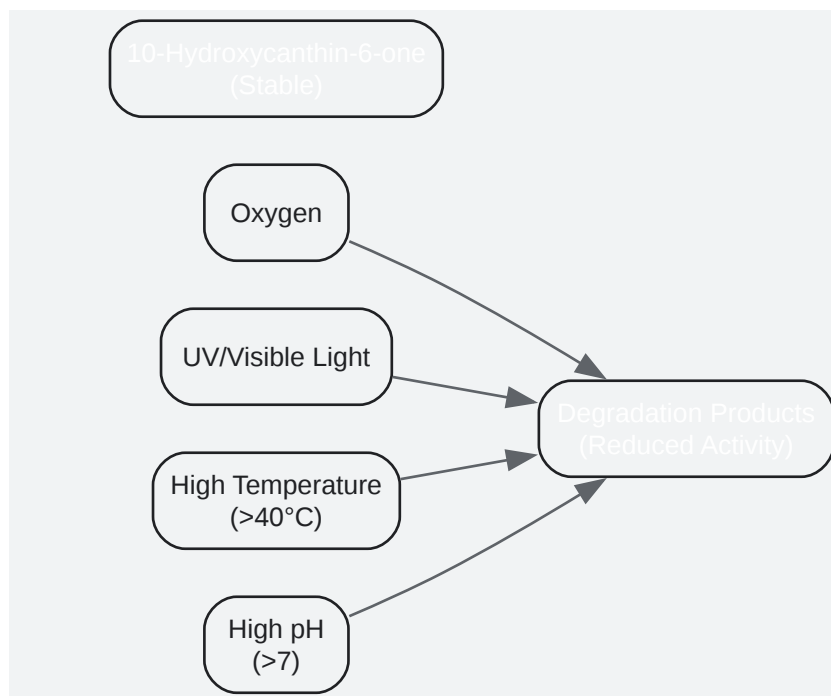 10-Hydroxycanthin-6-one
(Stable)
Oxygen
UV/Visible Light
Degradation Products
(Reduced Activity)
High Temperature
(>40°C)
High pH
(>7)